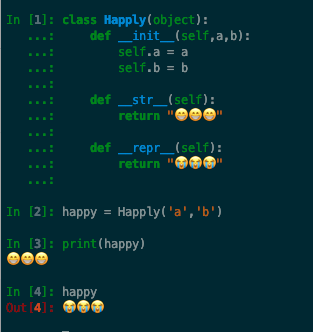 In [1]: class Happly(object):
   ...:     def __init__(self,a,b):
   ...:         self.a = a
   ...:         self.b = b
   ...:
   ...:     def __str__(self):
   ...:         return "😁😁😁"
   ...:
   ...:     def __repr__(self):
   ...:         return "😭😭😭"
   ...:
In [2]: happy = Happly('a','b')
In [3]: print(happy)
😁😁😁
In [4]: happy
Out[4]: 😭😭😭